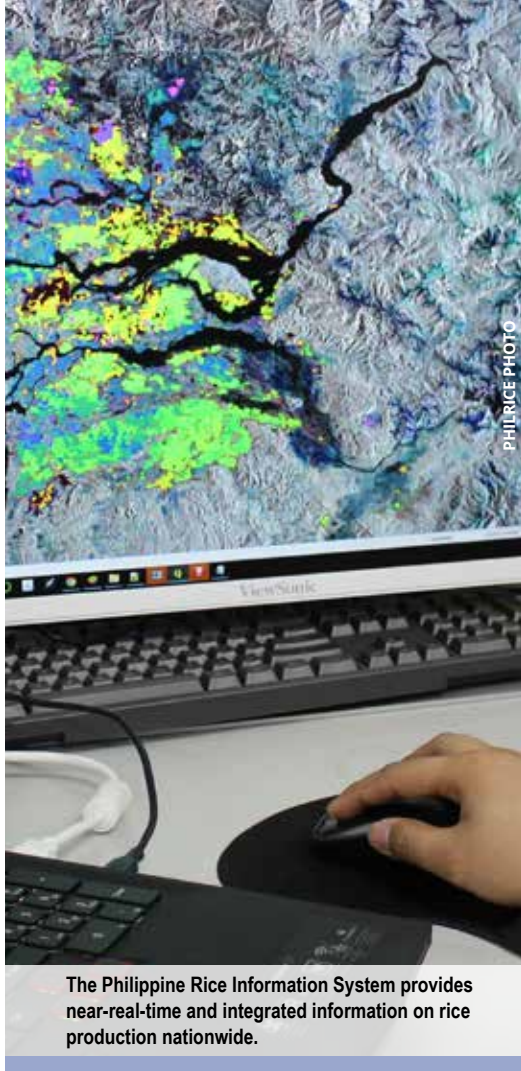 PHILRICE PHOTO
ViewSonic
The Philippine Rice Information System provides
near-real-time and integrated information on rice
production nationwide.